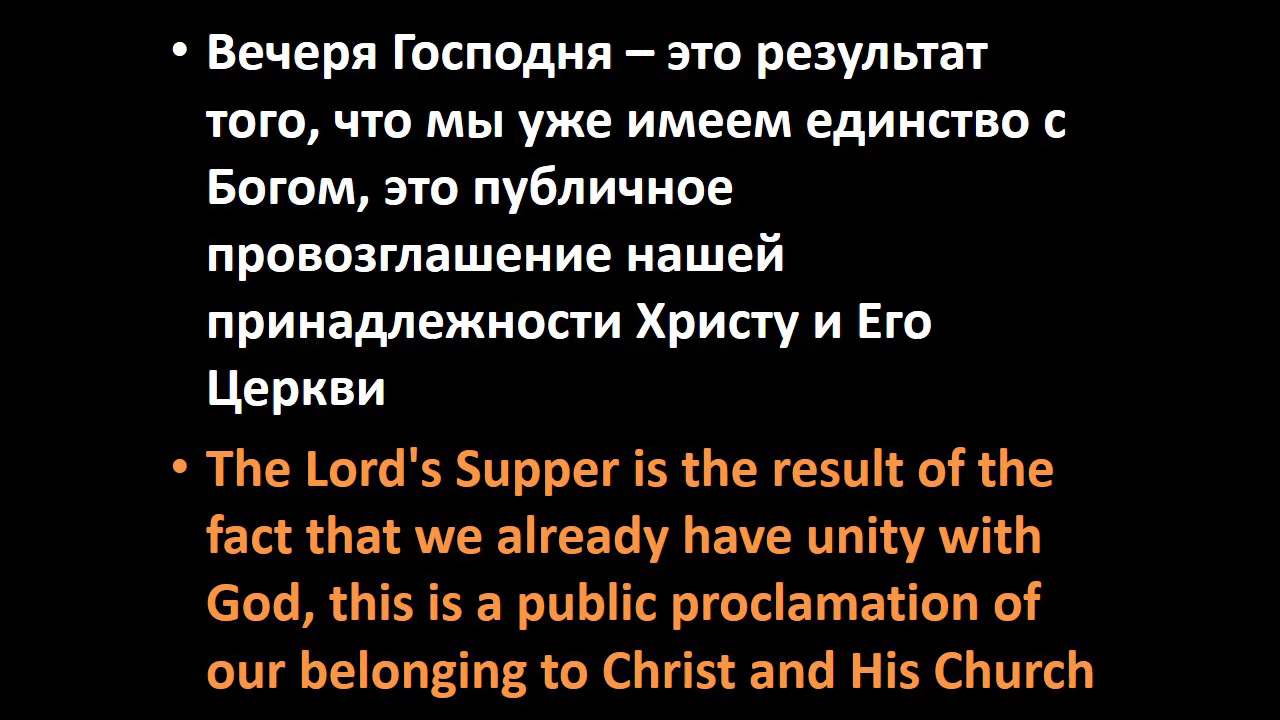 • Вечеря Господня – это результат
того, что мы уже имеем единство с
Богом, это публичное
провозглашение нашей
принадлежности Христу и Его
Церкви
• The Lord's Supper is the result of the
fact that we already have unity with
God, this is a public proclamation of
our belonging to Christ and His Church